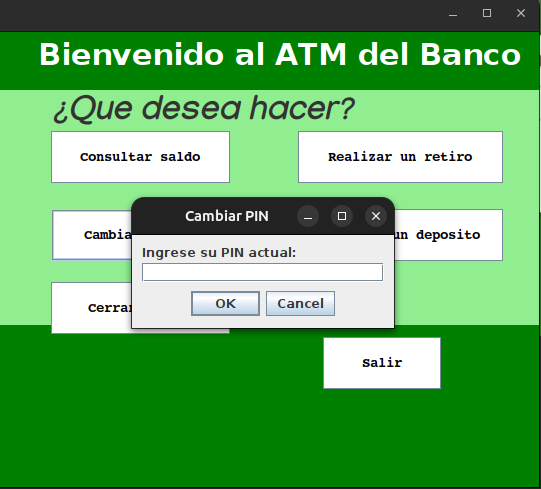 Bienvenido al ATM del Banco
¿Que desea hacer?
Consultar saldo
Realizar un retiro
Cambiar PIN
Cambia
un deposito
Ingrese su PIN actual:
OK
Cancel
Cerrar
Salir